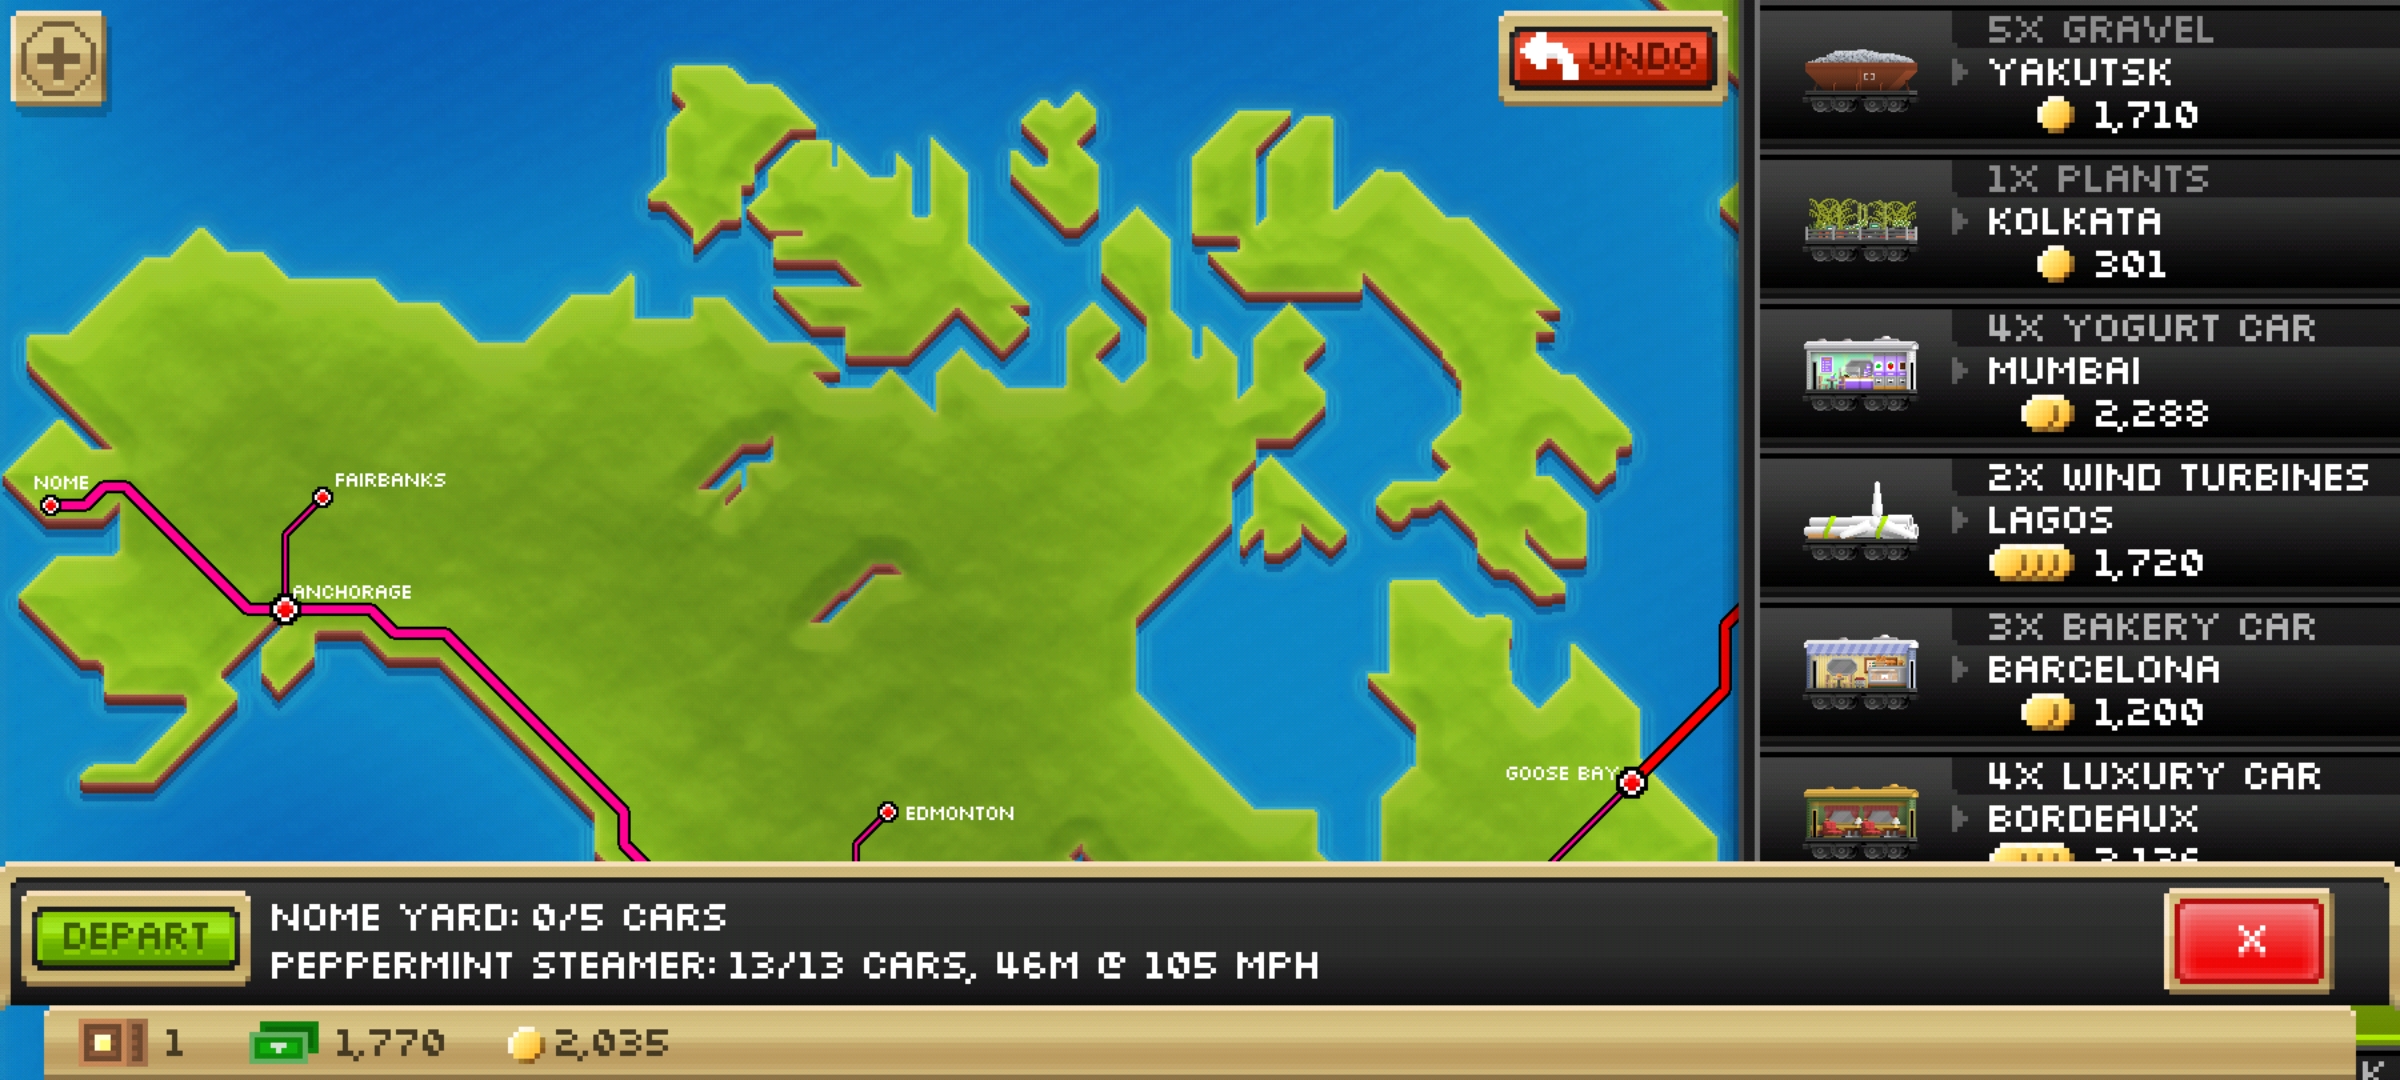 UNDO
NOME
FAIRBANKS
ANCHORAGE
EDMONTON
GOOSE BAY
5X GRAVEL
YAKUTSK
1,710
1X PLANTS
KOLKATA
301
4X YOGURT CAR
MUMBAI
2,288
2X WIND TURBINES
LAGOS
1,720
3X BAKERY CAR
BARCELONA
1,200
4X LUXURY CAR
BORDEAUX
DEPART
NOME YARD: 0/5 CARS
PEPPERMINT STEAMER: 13/13 CARS, 46M @ 105 MPH
X
1
1,770
2,035